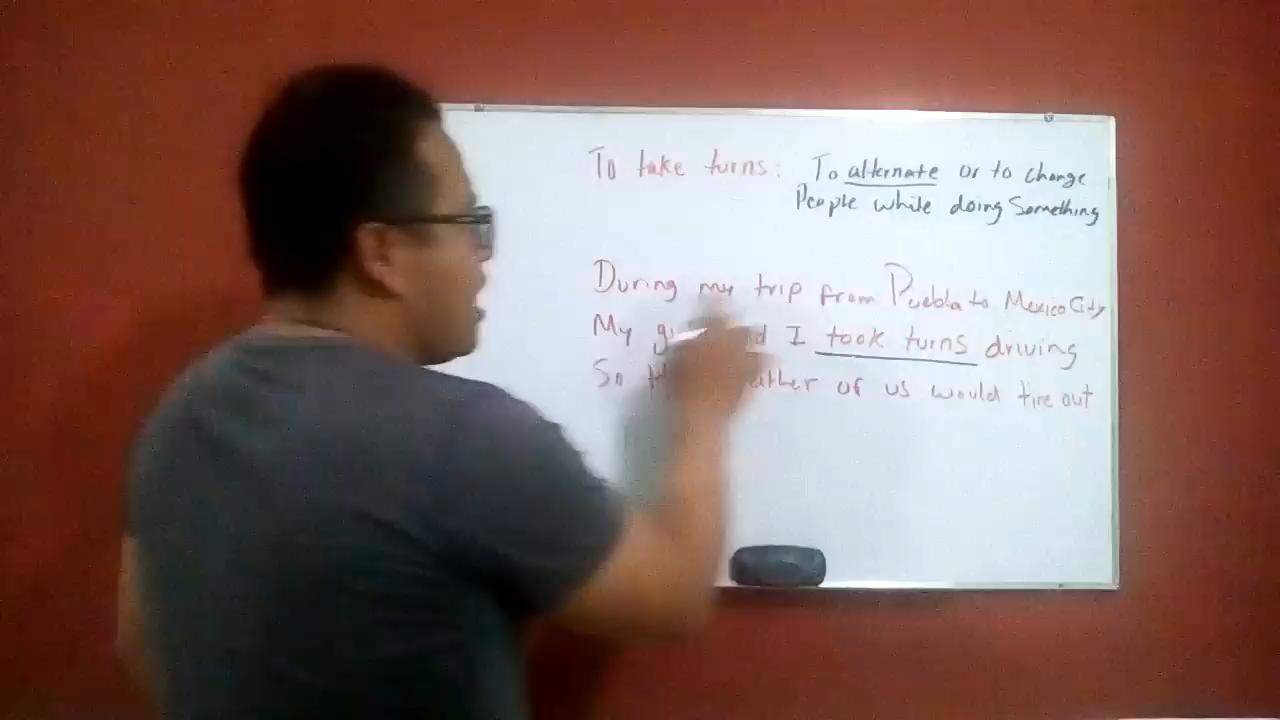 To take turns: To alternate or to change
People while doing Something
During my trip from Puebla to Mexico City
My I took turns driving
So of us would tire out